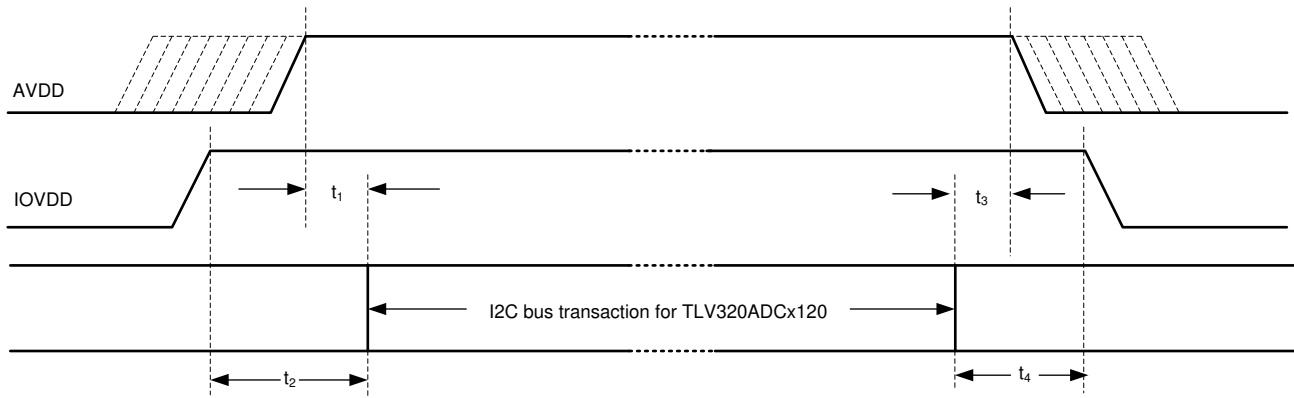 AVDD
IOVDD
t1
t3
I2C bus transaction for TLV320ADCx120
t2
t4